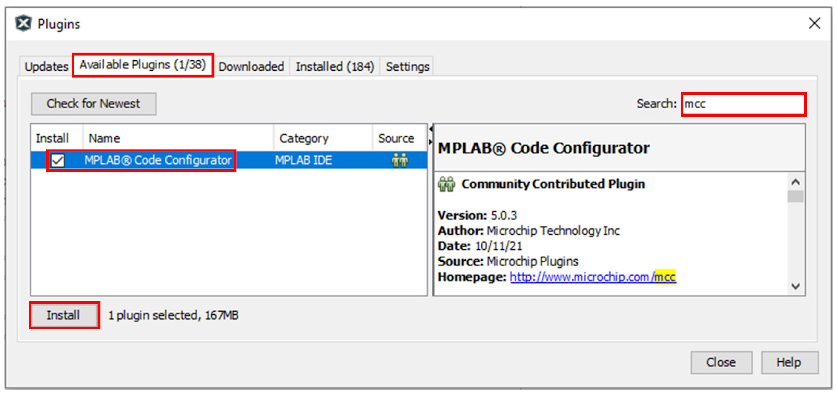 Plugins
Updates Available Plugins (1/38) Downloaded Installed (184) Settings
Check for Newest Search: mcc
Install Name Category Source
MPLAB® Code Configurator MPLAB IDE
MPLAB® Code Configurator
Community Contributed Plugin
Version: 5.0.3
Author: Microchip Technology Inc
Date: 10/11/21
Source: Microchip Plugins
Homepage: http://www.microchip.com/mcc
Install 1 plugin selected, 167MB
Close Help